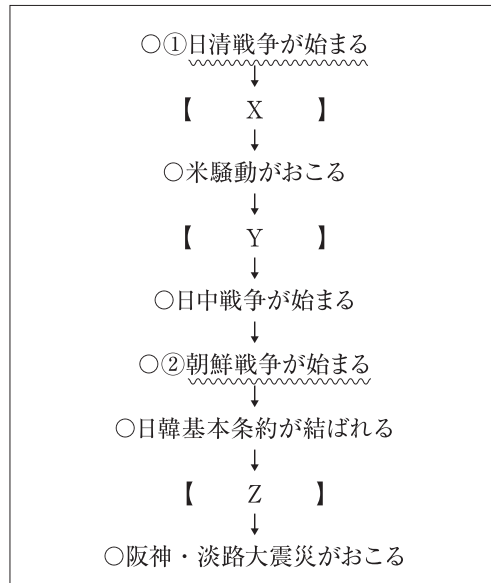 ○①日清戦争が始まる
↓
【　X　】
↓
○米騒動がおこる
↓
【　Y　】
↓
○日中戦争が始まる
↓
○②朝鮮戦争が始まる
↓
○日韓基本条約が結ばれる
↓
【　Z　】
↓
○阪神・淡路大震災がおこる